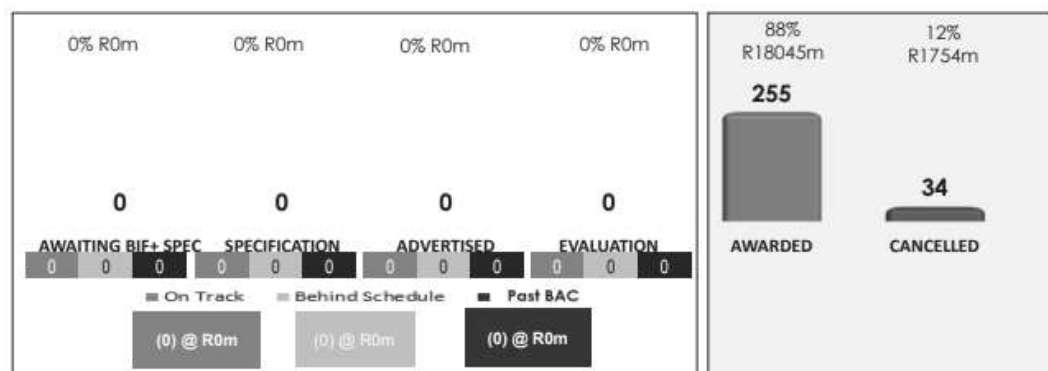 0% R0m 0% R0m 0% R0m 0% R0m
0 0 0 0
AWAITING BIF+ SPEC SPECIFICATION ADVERTISED EVALUATION
0 0 0 0 0 0 0 0 0 0 0 0
On Track Behind Schedule Past BAC
(0) @ R0m (0) @ R0m (0) @ R0m
88% 12%
R18045m R1754m
255
34
AWARDED CANCELLED